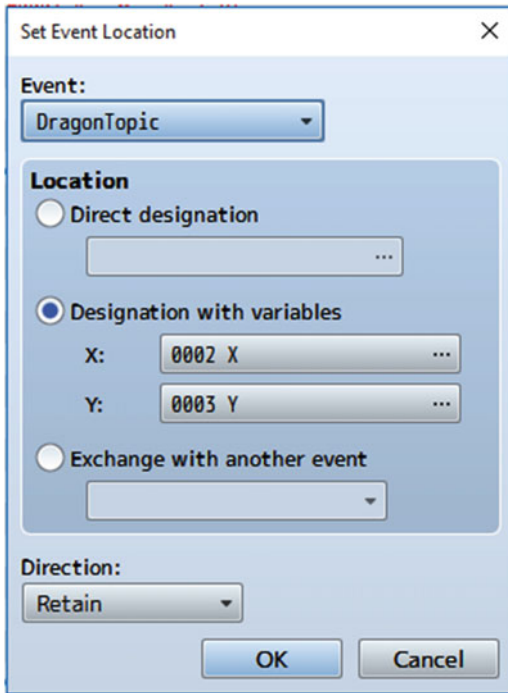 Set Event Location
Event:
DragonTopic
Location
Direct designation
...
Designation with variables
X: 0002 X ...
Y: 0003 Y ...
Exchange with another event
Direction:
Retain
OK Cancel